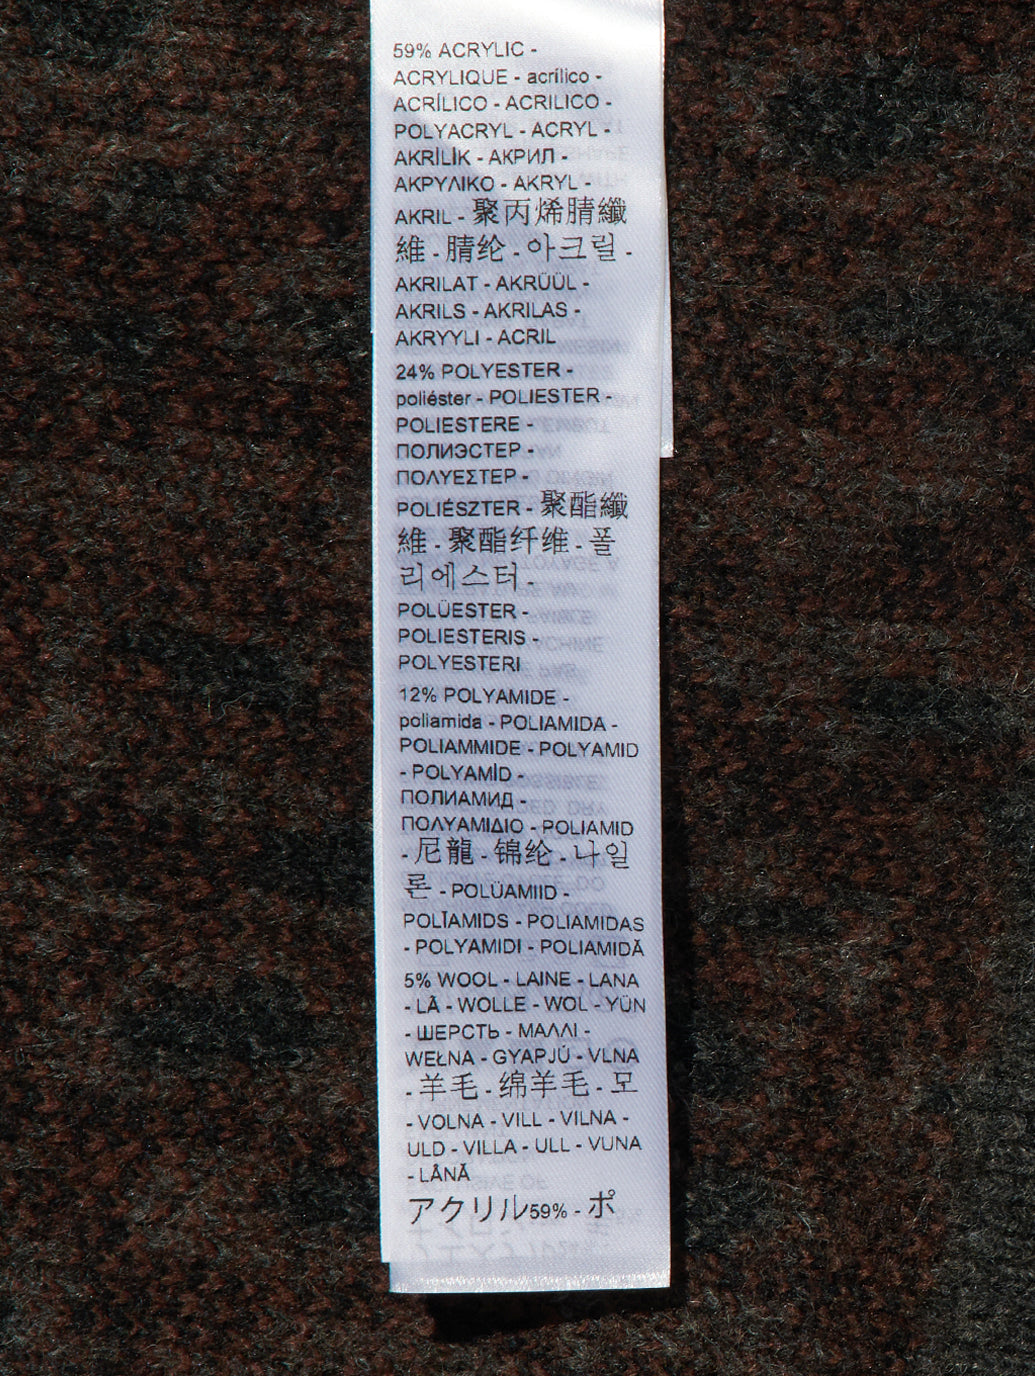 59% ACRYLIC -
ACRYLIQUE - acrílico -
ACRÍLICO - ACRILICO -
POLYACRYL - ACRYL -
AKRİLİK - АКРИЛ -
ΑΚΡΥΛΙΚΟ - AKRYL -
AKRIL - 聚丙烯腈纖
維 - 腈纶 - 아크릴 -
AKRILAT - AKRÜÜL -
AKRILS - AKRILAS -
AKRYYLI - ACRIL
24% POLYESTER -
poliéster - POLIESTER -
POLIESTERE -
ПОЛИЭСТЕР -
ΠΟΛΥΕΣΤΕΡ -
POLIÉSZTER - 聚酯纖
維 - 聚酯纤维 - 폴
리에스터 -
POLÜESTER -
POLIESTERIS -
POLYESTERI
12% POLYAMIDE -
poliamida - POLIAMIDA -
POLIAMMIDE - POLYAMID
- POLYAMİD -
ПОЛИАМИД -
ΠΟΛΥΑΜΙΔΙΟ - POLIAMID
- 尼龍 - 锦纶 - 나일
론 - POLÜAMIID -
POLĪAMIDS - POLIAMIDAS
- POLYAMIDI - POLIAMIDĂ
5% WOOL - LAINE - LANA
- LÃ - WOLLE - WOL - YÜN
- ШЕРСТЬ - ΜΑΛΛΙ -
WEŁNA - GYAPJÚ - VLNA
- 羊毛 - 绵羊毛 - 모
- VOLNA - VILL - VILNA -
ULD - VILLA - ULL - VUNA
- LÂNĂ
アクリル59% - ポ